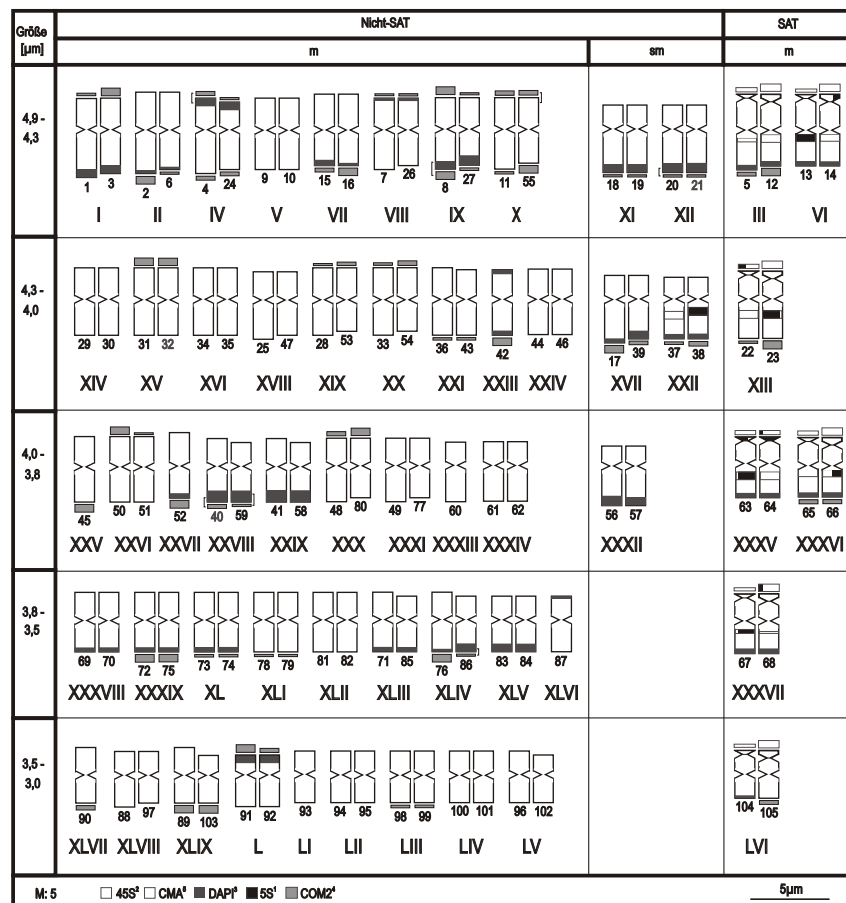 Größe [µm] Nicht-SAT SAT
m sm m
4,9 - 4,3
1 3 2 6 4 24 9 10 15 16 7 26 8 27 11 55 18 19 20 21 5 12 13 14
I II IV V VII VIII IX X XI XII III VI
4,3 - 4,0
29 30 31 32 34 35 25 47 28 53 33 54 36 43 42 44 46 17 39 37 38 22 23
XIV XV XVI XVIII XIX XX XXI XXIII XXIV XVII XXII XIII
4,0 - 3,8
45 50 51 52 40 59 41 58 48 80 49 77 60 61 62 56 57 63 64 65 66
XXV XXVI XXVII XXVIII XXIX XXX XXXI XXXIII XXXIV XXXII XXXV XXXVI
3,8 - 3,5
69 70 72 75 73 74 78 79 81 82 71 85 76 86 83 84 87 67 68
XXXVIII XXXIX XL XLI XLII XLIII XLIV XLV XLVI XXXVII
3,5 - 3,0
90 88 97 89 103 91 92 93 94 95 98 99 100 101 96 102 104 105
XLVII XLVIII XLIX L LI LII LIII LIV LV LVI
M: 5 45S² CMA³ DAPI³ 5S¹ COM2⁴ 5µm